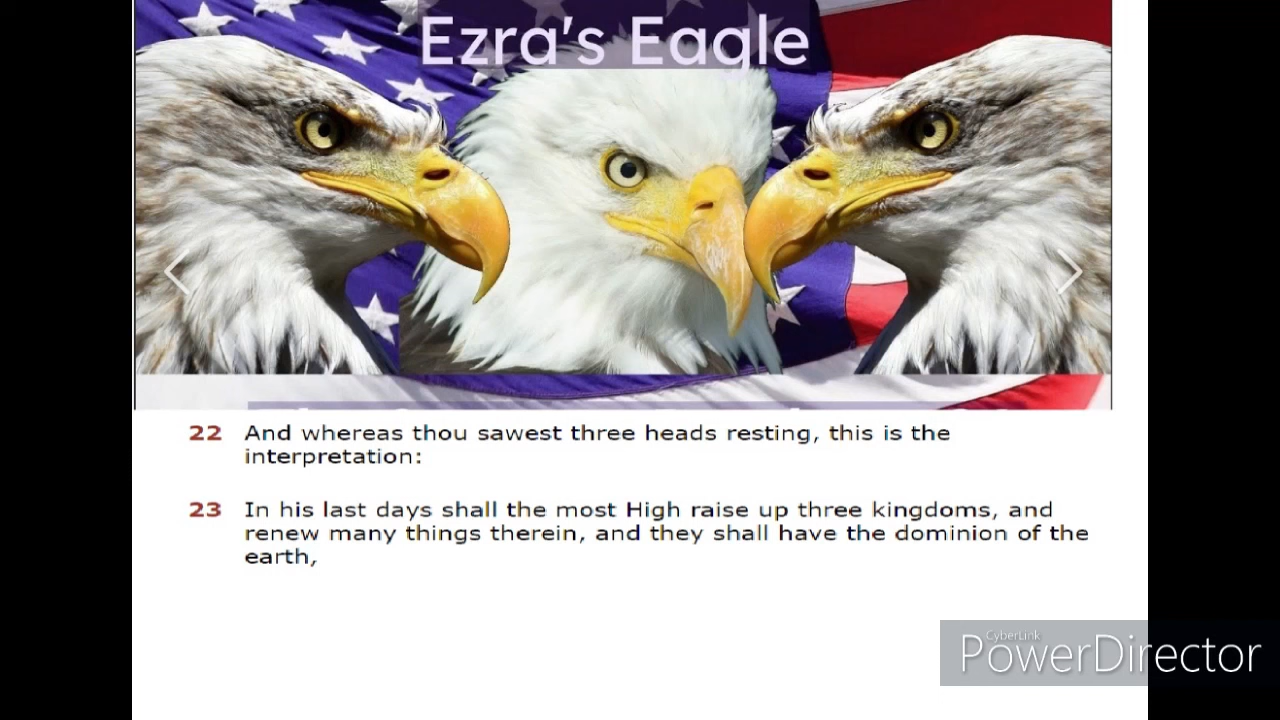 Ezra's Eagle
22 And whereas thou sawest three heads resting, this is the
interpretation:
23 In his last days shall the most High raise up three kingdoms, and
renew many things therein, and they shall have the dominion of the
earth,
CyberLink
PowerDirector